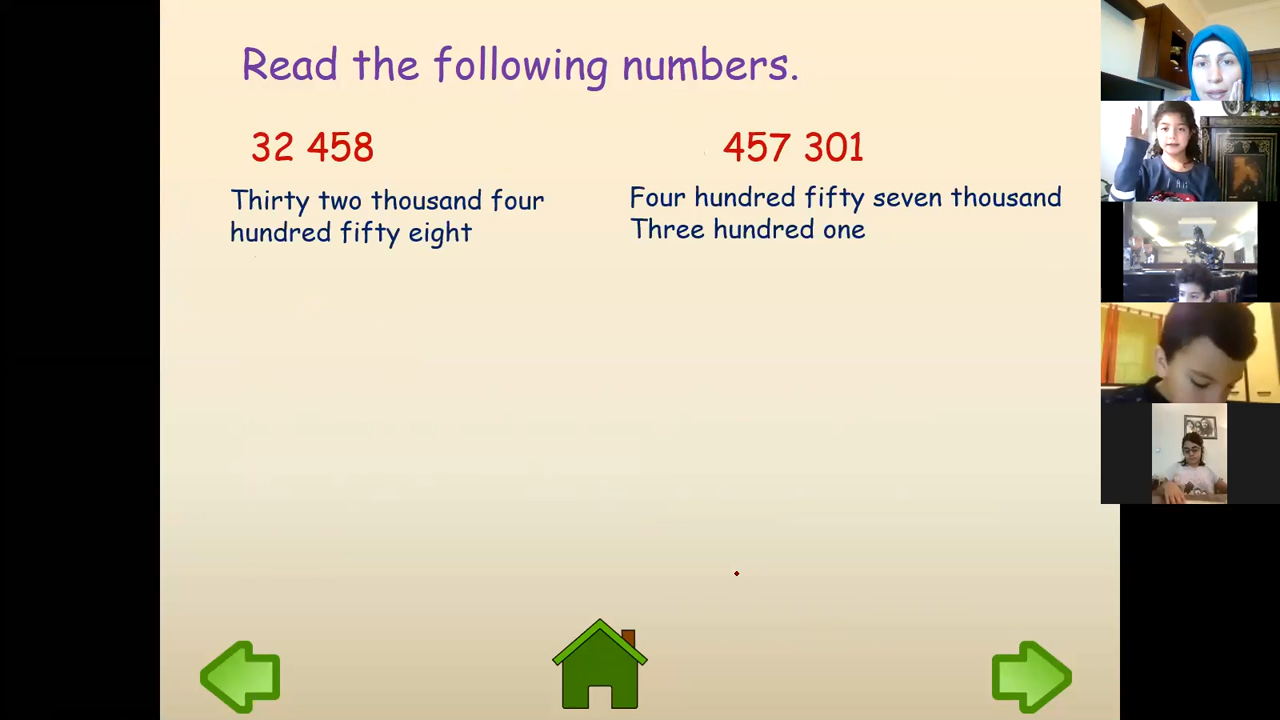 Read the following numbers.
32 458
457 301
Thirty two thousand four
hundred fifty eight
Four hundred fifty seven thousand
Three hundred one